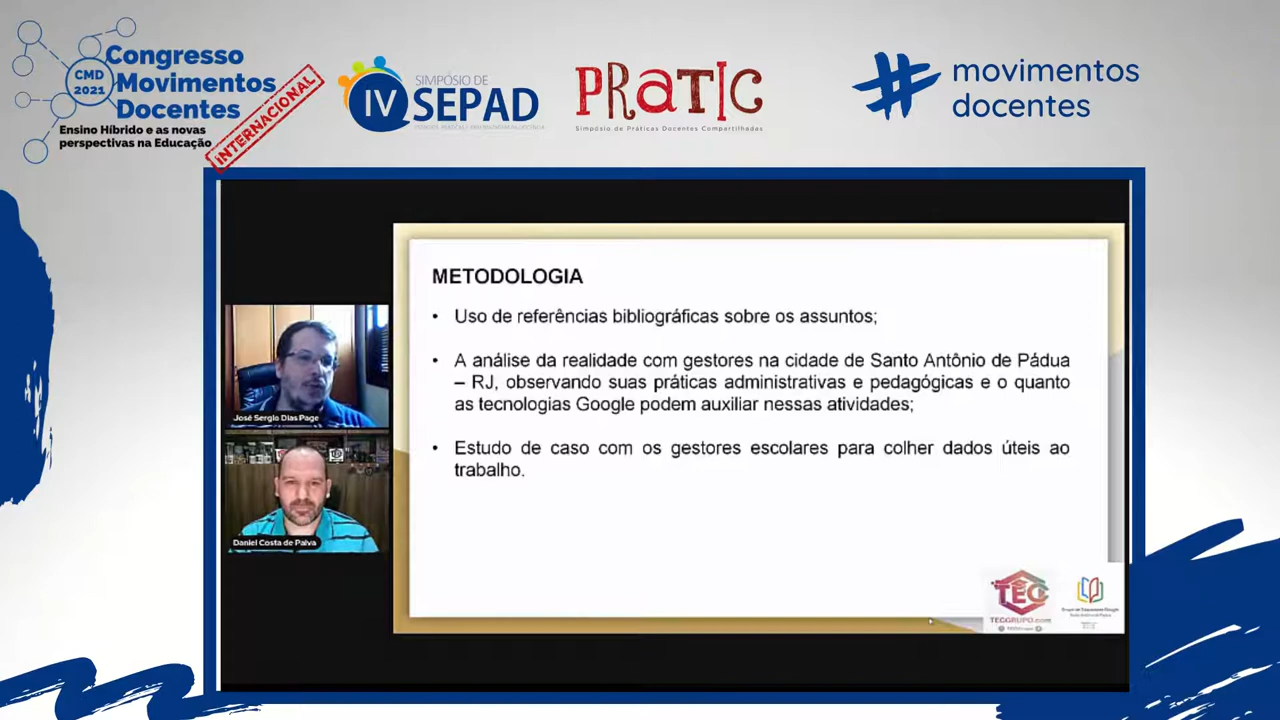 Congresso
Movimentos
Docentes
CMD
2021
Ensino Híbrido e as novas
perspectivas na Educação
INTERNACIONAL
SIMPÓSIO DE
IV SEPAD
PRATIC
Simpósio de Práticas Docentes Compartilhadas
movimentos
docentes
METODOLOGIA
• Uso de referências bibliográficas sobre os assuntos;
• A análise da realidade com gestores na cidade de Santo Antônio de Pádua
– RJ, observando suas práticas administrativas e pedagógicas e o quanto
as tecnologias Google podem auxiliar nessas atividades;
• Estudo de caso com os gestores escolares para colher dados úteis ao
trabalho.
José Sergio Dias Page
Daniel Costa de Paiva
TEC
TECGRUPO.com